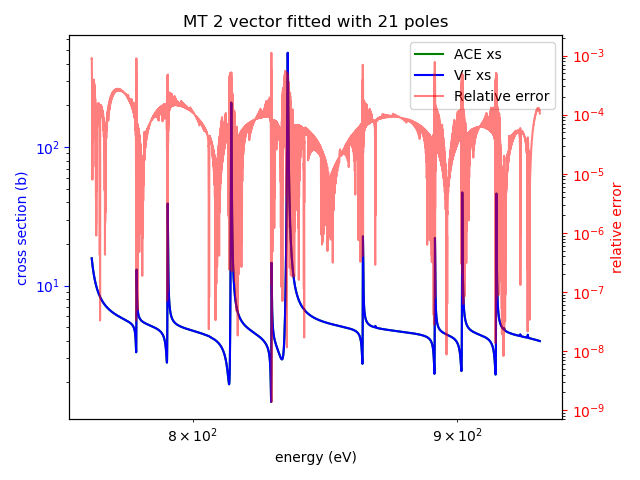 MT 2 vector fitted with 21 poles
ACE xs
VF xs
Relative error
10²
10¹
cross section (b)
10⁻³
10⁻⁴
10⁻⁵
10⁻⁶
10⁻⁷
10⁻⁸
10⁻⁹
relative error
8 × 10²
9 × 10²
energy (eV)